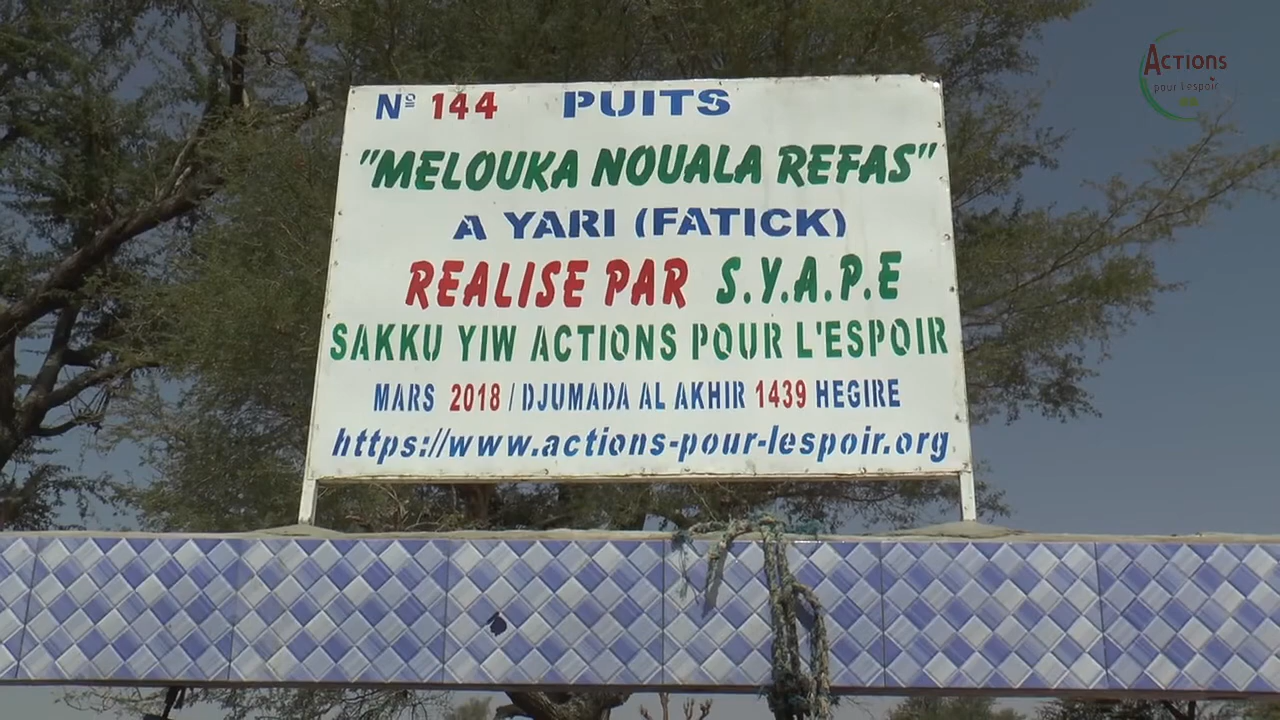 Nº 144 PUITS
"MELOUKA NOUALA REFAS"
A YARI (FATICK)
REALISE PAR S.Y.A.P.E
SAKKU YIW ACTIONS POUR L'ESPOIR
MARS 2018 / DJUMADA AL AKHIR 1439 HEGIRE
https://www.actions-pour-lespoir.org
ACTIONS
pour l'espoir